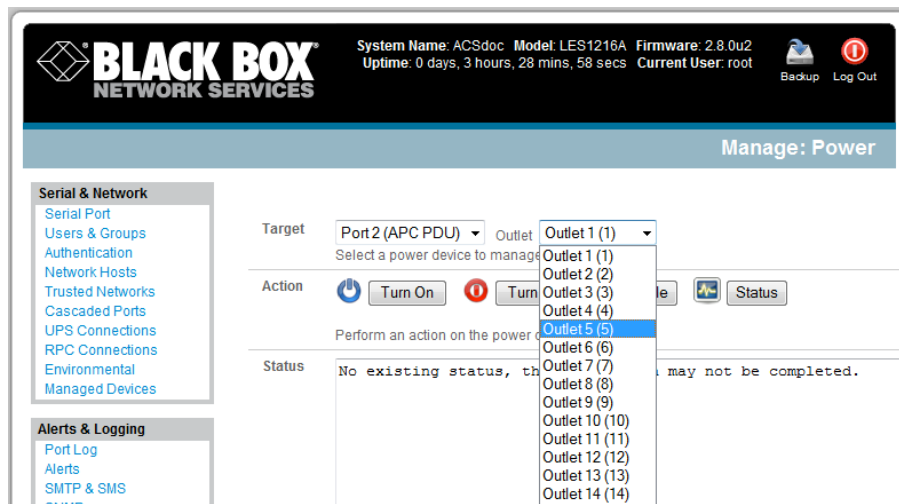 BLACK BOX®
NETWORK SERVICES
System Name: ACSdoc Model: LES1216A Firmware: 2.8.0u2
Uptime: 0 days, 3 hours, 28 mins, 58 secs Current User: root
Backup
Log Out
Manage: Power
Serial & Network
Serial Port
Users & Groups
Authentication
Network Hosts
Trusted Networks
Cascaded Ports
UPS Connections
RPC Connections
Environmental
Managed Devices
Alerts & Logging
Port Log
Alerts
SMTP & SMS
Target
Port 2 (APC PDU)
Outlet
Outlet 1 (1)
Select a power device to manage
Outlet 1 (1)
Outlet 2 (2)
Outlet 3 (3)
Outlet 4 (4)
Outlet 5 (5)
Outlet 6 (6)
Outlet 7 (7)
Outlet 8 (8)
Outlet 9 (9)
Outlet 10 (10)
Outlet 11 (11)
Outlet 12 (12)
Outlet 13 (13)
Outlet 14 (14)
Action
Turn On
Turn
Status
Perform an action on the power
Status
No existing status, may not be completed.